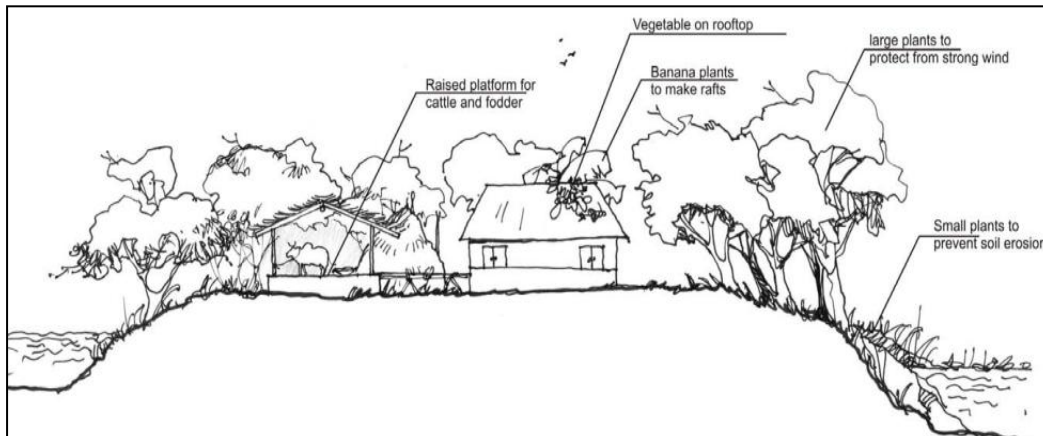 Vegetable on rooftop
large plants to
protect from strong wind
Banana plants
to make rafts
Raised platform for
cattle and fodder
Small plants to
prevent soil erosion